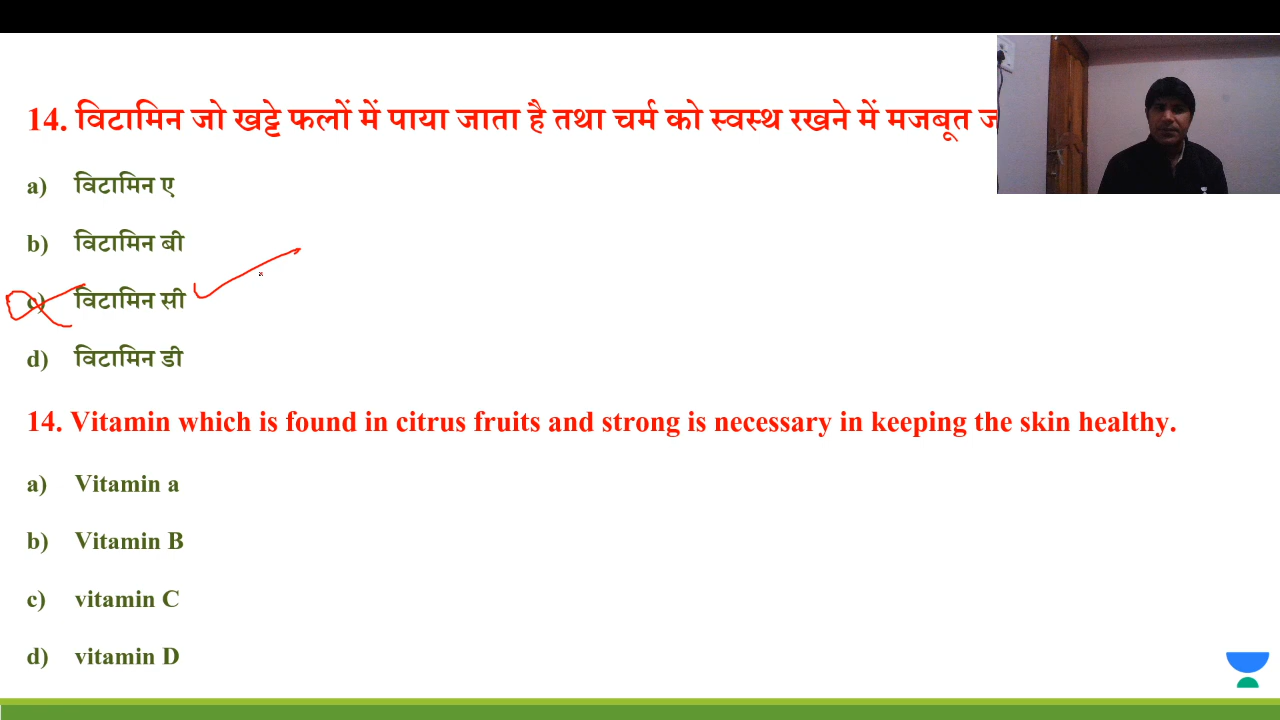 14. विटामिन जो खट्टे फलों में पाया जाता है तथा चर्म को स्वस्थ रखने में मजबूत
a) विटामिन ए
b) विटामिन बी
c) विटामिन सी
d) विटामिन डी
14. Vitamin which is found in citrus fruits and strong is necessary in keeping the skin healthy.
a) Vitamin a
b) Vitamin B
c) vitamin C
d) vitamin D